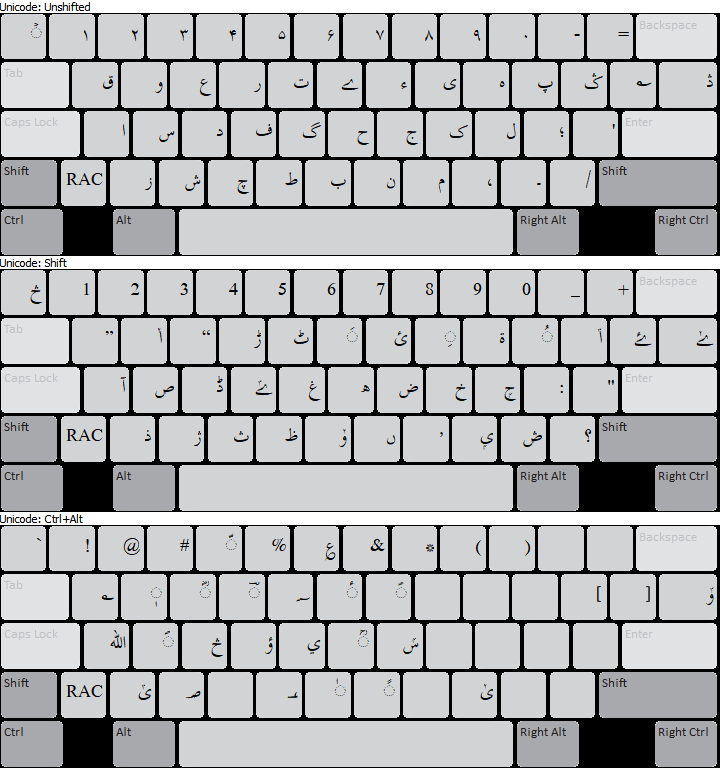 Unicode: Unshifted
۱ ۲ ۳ ۴ ۵ ۶ ۷ ۸ ۹ ۰ - = Backspace
Tab ق و ع ر ت ے ء ی ہ پ ؎ ڈ
Caps Lock ا س د ف گ ح ج ک ل ؛ ' Enter
Shift RAC ز ش چ ط ب ن م ، ۔ / Shift
Ctrl Alt Right Alt Right Ctrl
Unicode: Shift
1 2 3 4 5 6 7 8 9 0 _ + Backspace
Tab ” “ ڑ ٹ ◌َ ئ ◌ِ ة ◌ُ
Caps Lock آ ص ڈ غ ھ ض خ : " Enter
Shift RAC ذ ژ ث ظ ں ؟ Shift
Ctrl Alt Right Alt Right Ctrl
Unicode: Ctrl+Alt
` ! @ # % & * ( ) Backspace
Tab ؎ [ ]
Caps Lock الله ؤ ي Enter
Shift RAC Shift
Ctrl Alt Right Alt Right Ctrl